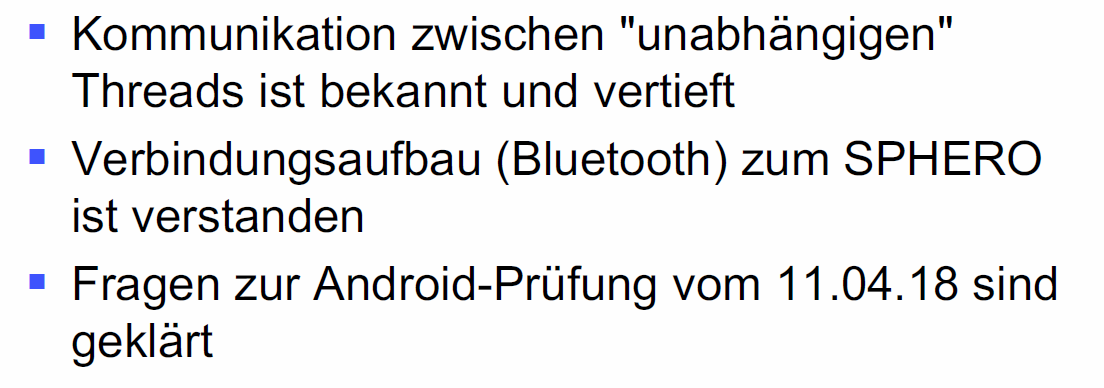 Kommunikation zwischen "unabhängigen"
Threads ist bekannt und vertieft
Verbindungsaufbau (Bluetooth) zum SPHERO
ist verstanden
Fragen zur Android-Prüfung vom 11.04.18 sind
geklärt